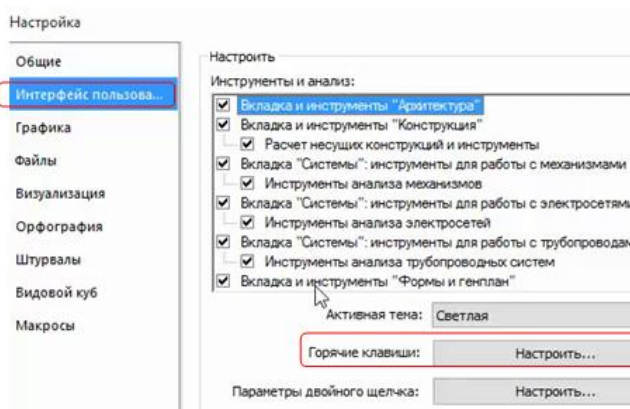 Настройка
Общие
Интерфейс пользова...
Графика
Файлы
Визуализация
Орфография
Штурвалы
Видовой куб
Макросы
Настроить
Инструменты и анализ:
Вкладка и инструменты "Архитектура"
Вкладка и инструменты "Конструкция"
Расчет несущих конструкций и инструменты
Вкладка "Системы": инструменты для работы с механизмами
Инструменты анализа механизмов
Вкладка "Системы": инструменты для работы с электросетями
Инструменты анализа электросетей
Вкладка "Системы": инструменты для работы с трубопроводам
Инструменты анализа трубопроводных систем
Вкладка и инструменты "Формы и генплан"
Активная тема: Светлая
Горячие клавиши: Настроить...
Параметры двойного щелчка: Настроить...